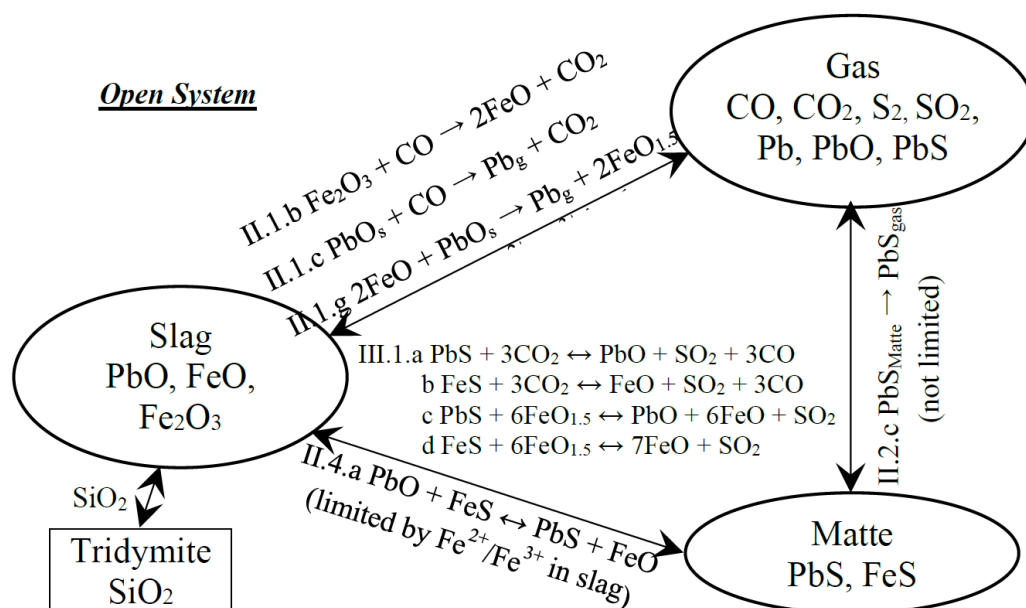 Open System
Gas
CO, CO₂, S₂, SO₂,
Pb, PbO, PbS
II.1.b Fe₂O₃ + CO → 2FeO + CO₂
II.1.c PbOₛ + CO → Pb_g + CO₂
II.1.g 2FeO + PbOₛ → Pb_g + 2FeO₁.₅
Slag
PbO, FeO,
Fe₂O₃
III.1.a PbS + 3CO₂ ↔ PbO + SO₂ + 3CO
b FeS + 3CO₂ ↔ FeO + SO₂ + 3CO
c PbS + 6FeO₁.₅ ↔ PbO + 6FeO + SO₂
d FeS + 6FeO₁.₅ ↔ 7FeO + SO₂
II.2.c PbS_Matte → PbS_gas
(not limited)
II.4.a PbO + FeS ↔ PbS + FeO
(limited by Fe²⁺/Fe³⁺ in slag)
SiO₂
Tridymite
SiO₂
Matte
PbS, FeS